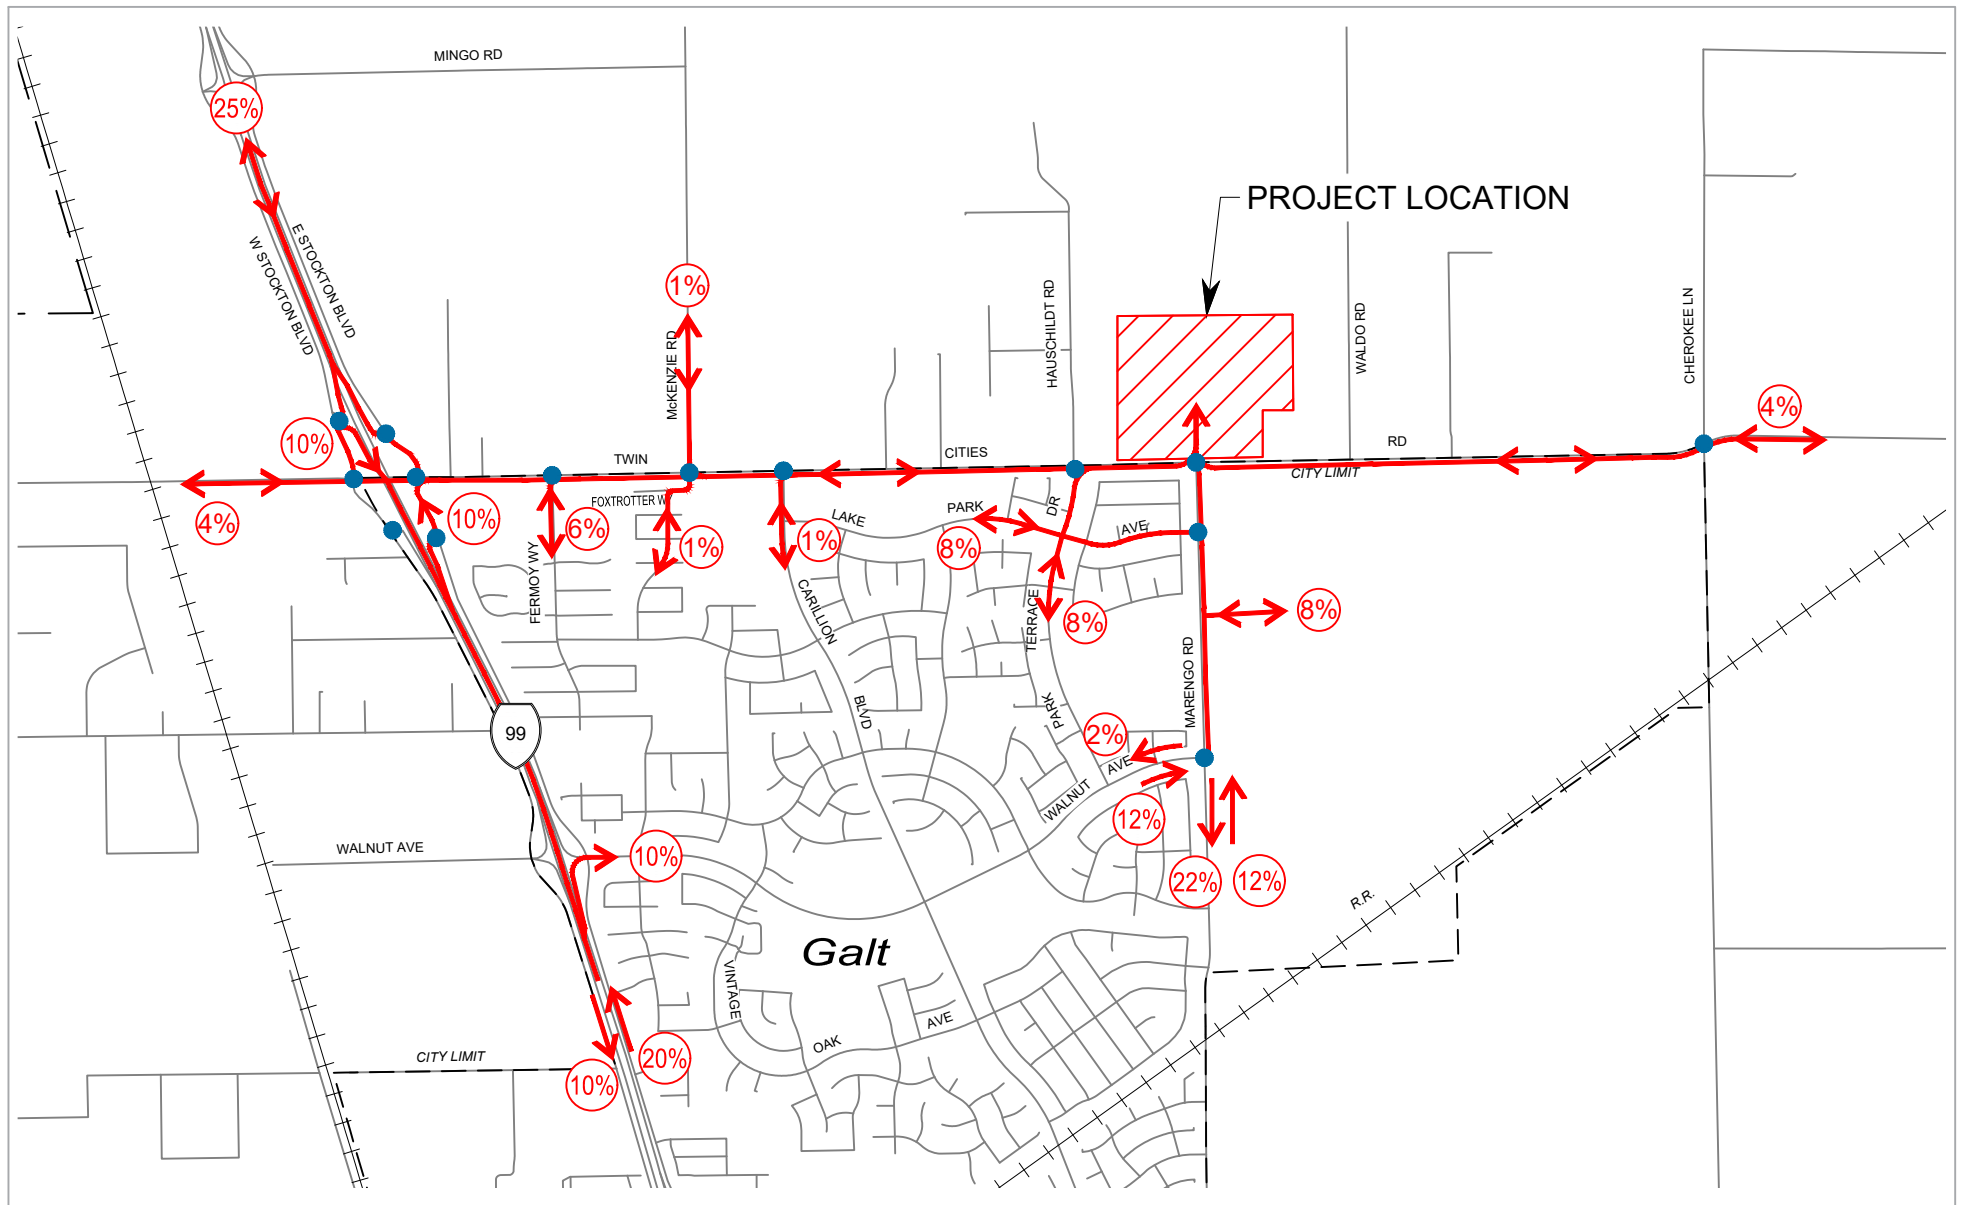 MINGO RD
25%
PROJECT LOCATION
E STOCKTON BLVD
W STOCKTON BLVD
1%
McKENZIE RD
HAUSCHILDT RD
WALDO RD
CHEROKEE LN
4%
10%
TWIN
CITIES
RD
CITY LIMIT
4%
10%
FOXTROTTER W
6%
1%
1%
LAKE
PARK
DR
AVE
8%
FERMOY WY
CARILLION
BLVD
TERRACE
PARK
8%
8%
MARENGO RD
99
2%
AVE
WALNUT
12%
WALNUT AVE
10%
22%
12%
R.R.
Galt
VINTAGE
OAK
AVE
CITY LIMIT
20%
10%